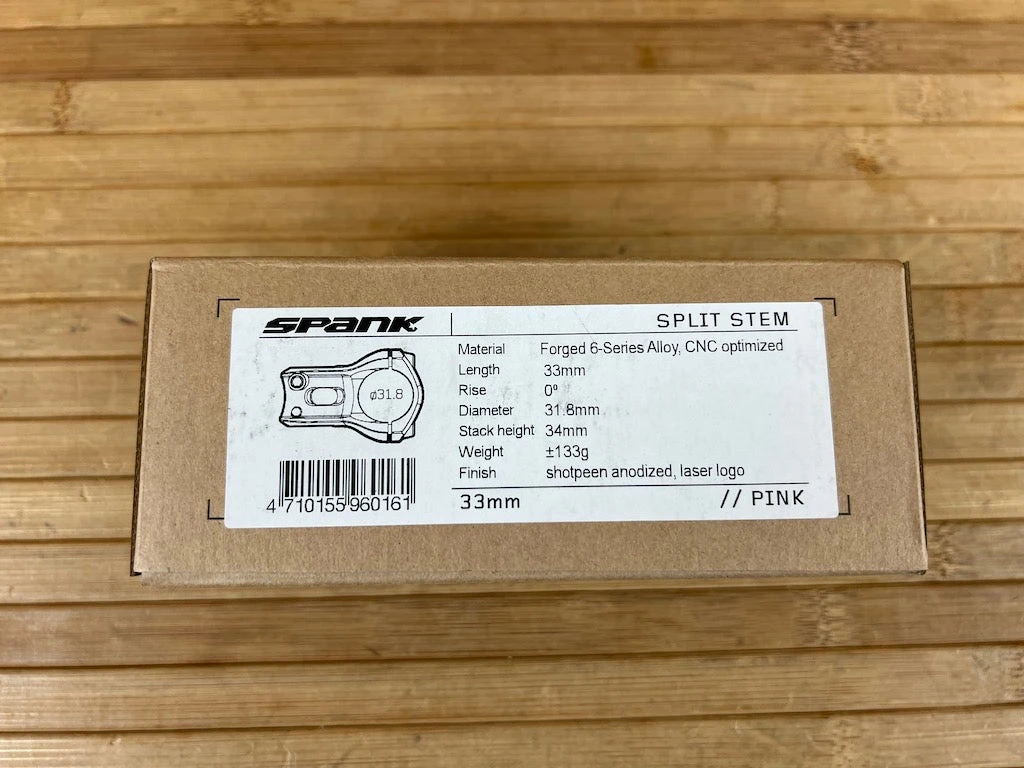 SPANK
SPLIT STEM
Material Forged 6-Series Alloy, CNC optimized
Length 33mm
Rise 0º
Diameter 31.8mm
Stack height 34mm
Weight ±133g
Finish shotpeen anodized, laser logo
ø31.8
4 710155 960161
33mm // PINK